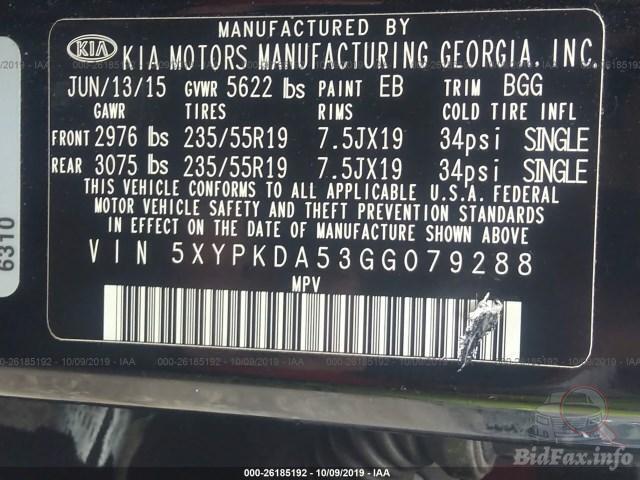 MANUFACTURED BY
KIA KIA MOTORS MANUFACTURING GEORGIA, INC.
JUN/13/15 GVWR 5622 lbs PAINT EB TRIM BGG
GAWR TIRES RIMS COLD TIRE INFL
FRONT 2976 lbs 235/55R19 7.5JX19 34psi SINGLE
REAR 3075 lbs 235/55R19 7.5JX19 34psi SINGLE
THIS VEHICLE CONFORMS TO ALL APPLICABLE U.S.A. FEDERAL
MOTOR VEHICLE SAFETY AND THEFT PREVENTION STANDARDS
IN EFFECT ON THE DATE OF MANUFACTURE SHOWN ABOVE
VIN 5XYPKDA53GG079288
MPV
6310
000-26185192 - 10/09/2019 - IAA
BidFax.info